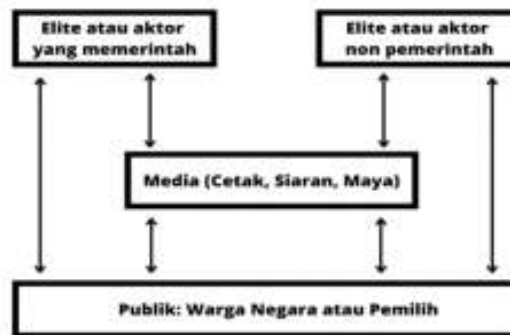 Elite atau aktor
yang memerintah
Elite atau aktor
non pemerintah
Media (Cetak, Siaran, Maya)
Publik: Warga Negara atau Pemilih